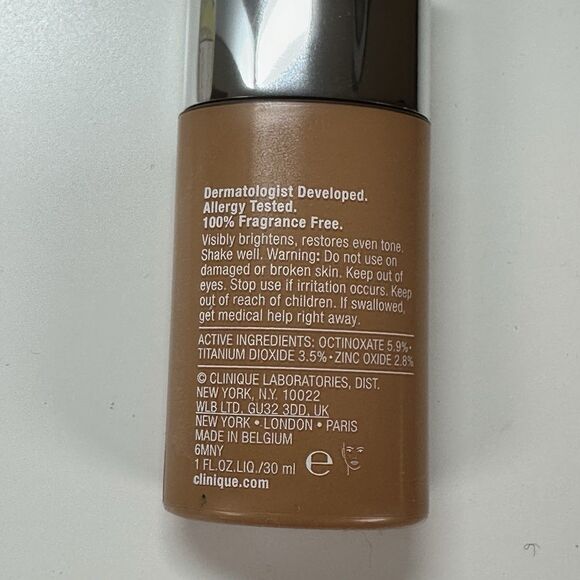 Dermatologist Developed.
Allergy Tested.
100% Fragrance Free.
Visibly brightens, restores even tone.
Shake well. Warning: Do not use on
damaged or broken skin. Keep out of
eyes. Stop use if irritation occurs. Keep
out of reach of children. If swallowed,
get medical help right away.
ACTIVE INGREDIENTS: OCTINOXATE 5.9%•
TITANIUM DIOXIDE 3.5%•ZINC OXIDE 2.8%
© CLINIQUE LABORATORIES, DIST.
NEW YORK, N.Y. 10022
WLB LTD, GU32 3DD, UK
NEW YORK • LONDON • PARIS
MADE IN BELGIUM
6MNY
1 FL.OZ.LIQ./30 ml e
clinique.com